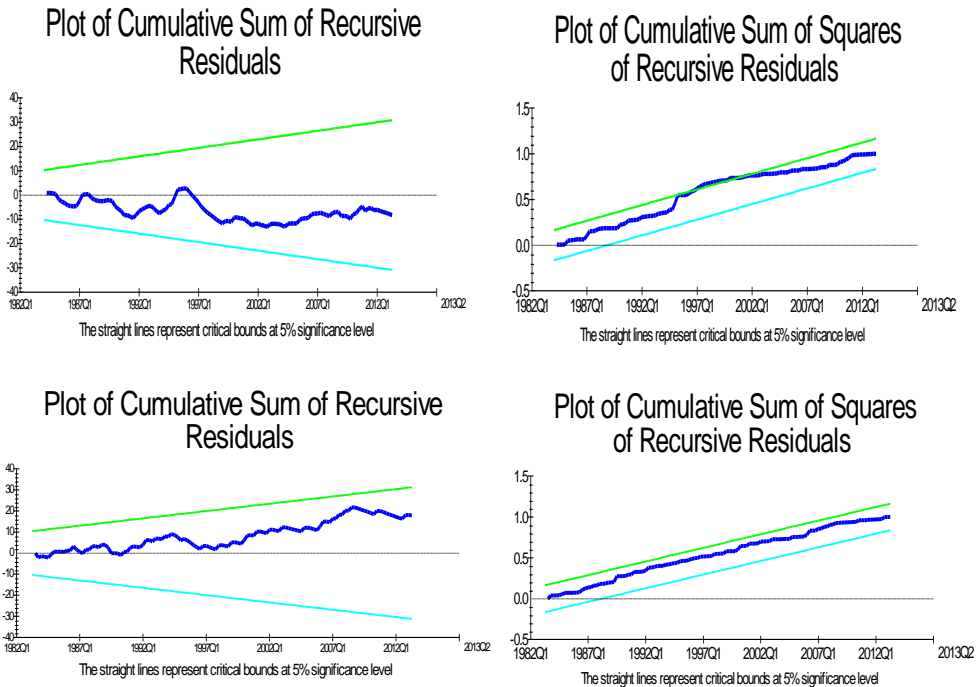 Plot of Cumulative Sum of Recursive
Residuals
40
30
20
10
0
-10
-20
-30
-40
1982Q1 1987Q1 1992Q1 1997Q1 2002Q1 2007Q1 2012Q1 2013Q2
The straight lines represent critical bounds at 5% significance level
Plot of Cumulative Sum of Squares
of Recursive Residuals
1.5
1.0
0.5
0.0
-0.5
1982Q1 1987Q1 1992Q1 1997Q1 2002Q1 2007Q1 2012Q1 2013Q2
The straight lines represent critical bounds at 5% significance level
Plot of Cumulative Sum of Recursive
Residuals
40
30
20
10
0
-10
-20
-30
-40
1982Q1 1987Q1 1992Q1 1997Q1 2002Q1 2007Q1 2012Q1 2013Q2
The straight lines represent critical bounds at 5% significance level
Plot of Cumulative Sum of Squares
of Recursive Residuals
1.5
1.0
0.5
0.0
-0.5
1982Q1 1987Q1 1992Q1 1997Q1 2002Q1 2007Q1 2012Q1 2013Q2
The straight lines represent critical bounds at 5% significance level